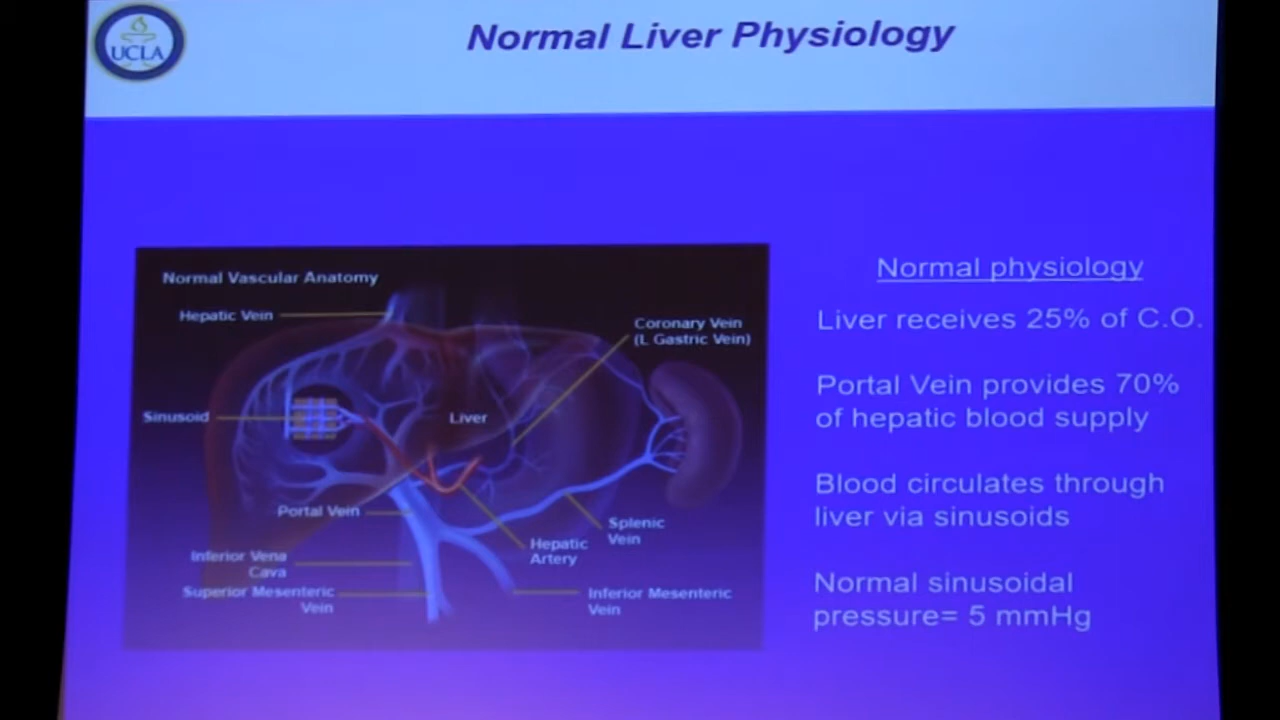 UCLA
Normal Liver Physiology
Normal Vascular Anatomy
Hepatic Vein
Coronary Vein
(L Gastric Vein)
Sinusoid
Liver
Portal Vein
Splenic
Vein
Hepatic
Artery
Inferior Vena
Cava
Superior Mesenteric
Vein
Inferior Mesenteric
Vein
Normal physiology
Liver receives 25% of C.O.
Portal Vein provides 70%
of hepatic blood supply
Blood circulates through
liver via sinusoids
Normal sinusoidal
pressure= 5 mmHg